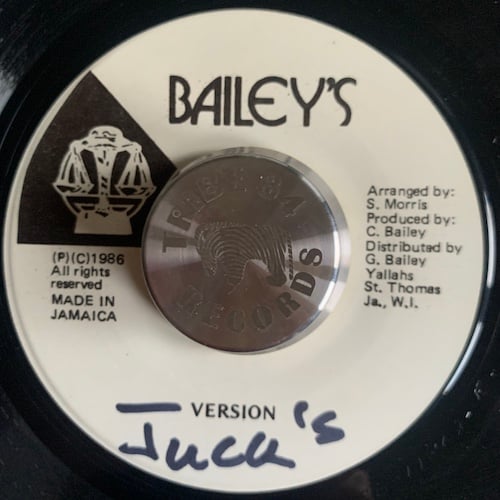 BAILEY'S
(P)(C)1986
All rights
reserved
MADE IN
JAMAICA
Arranged by:
S. Morris
Produced by:
C. Bailey
Distributed by
G. Bailey
Yallahs
St. Thomas
Ja., W.I.
RECORDS
VERSION
Juck's